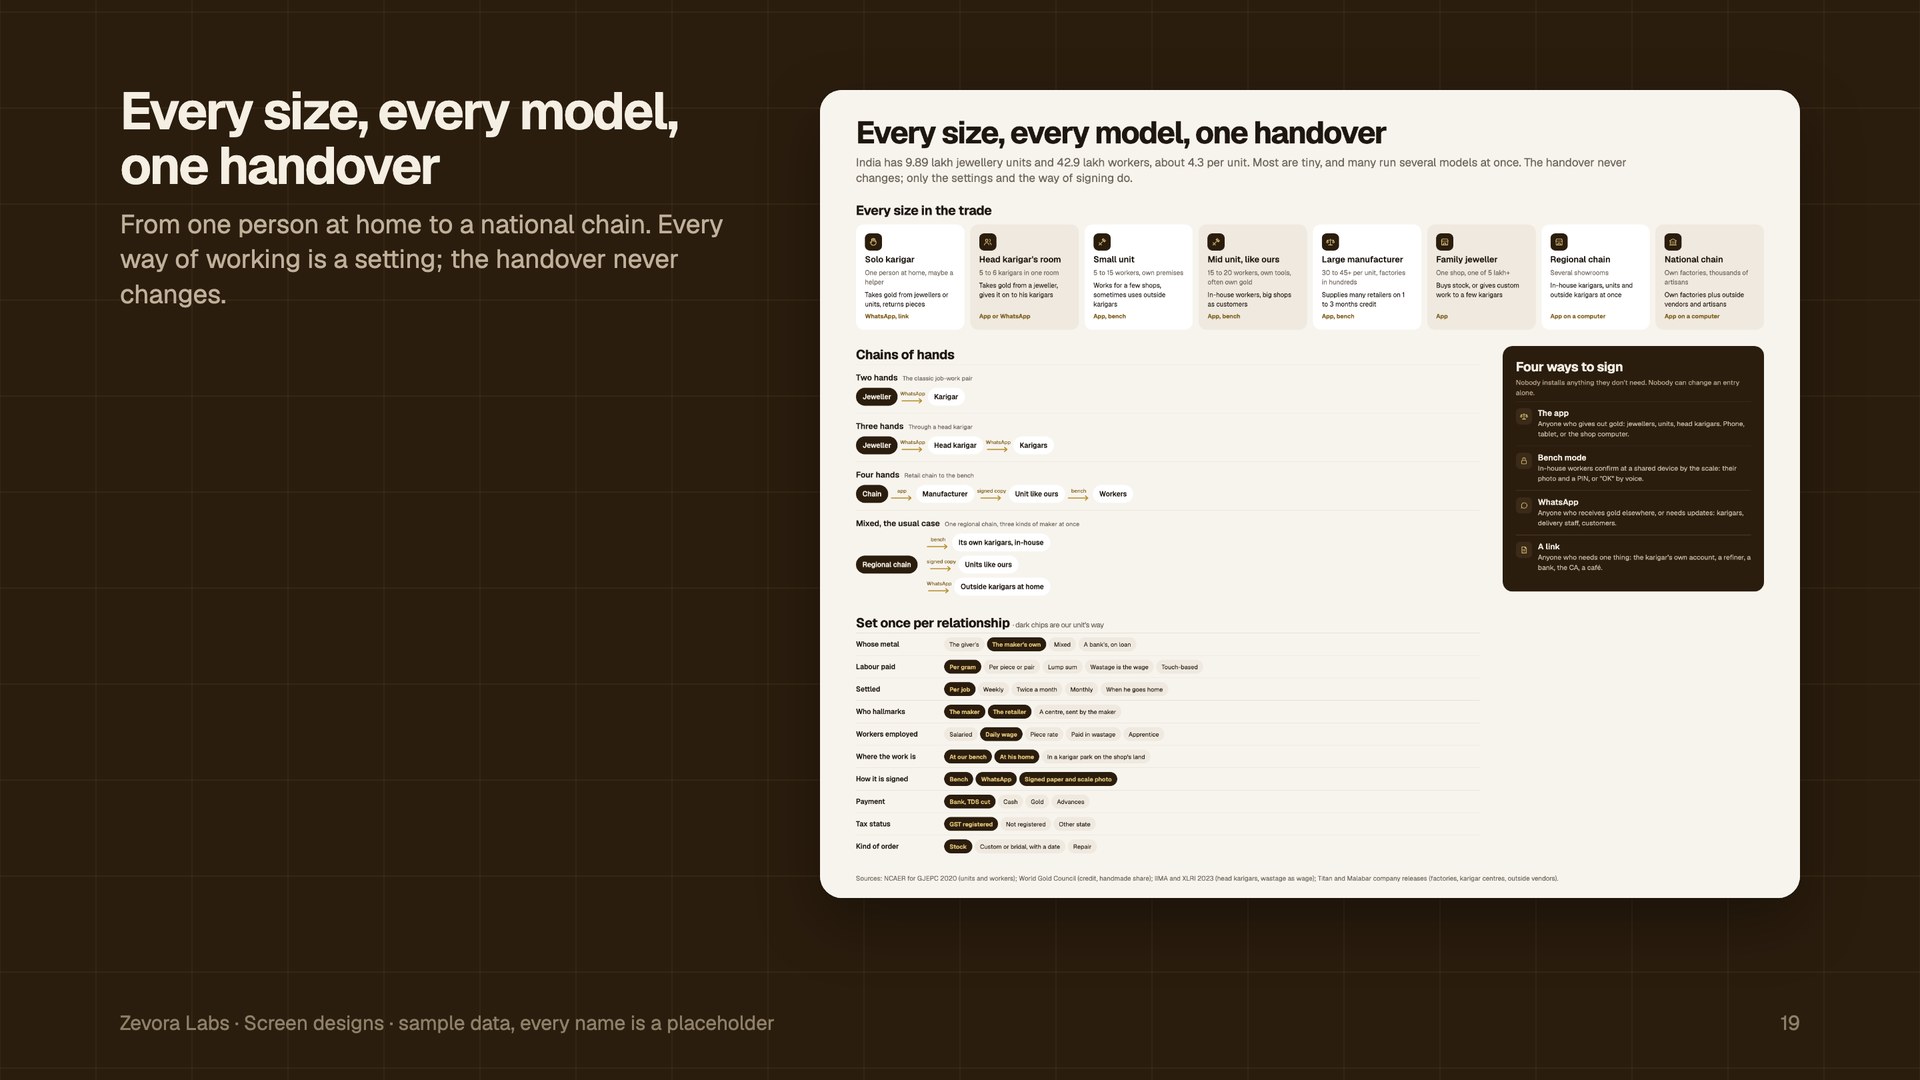 Every size, every model,
one handover
From one person at home to a national chain. Every
way of working is a setting; the handover never
changes.
Every size, every model, one handover
India has 9.89 lakh jewellery units and 42.9 lakh workers, about 4.3 per unit. Most are tiny, and many run several models at once. The handover never
changes; only the settings and the way of signing do.
Every size in the trade
Solo karigar
One person at home, maybe a
helper
Takes gold from jewellers or
units, returns pieces
WhatsApp, link
Head karigar's room
5 to 6 karigars in one room
Takes gold from a jeweller,
gives it on to his karigars
App or WhatsApp
Small unit
5 to 15 workers, own premises
Works for a few shops,
sometimes uses outside
karigars
App, bench
Mid unit, like ours
15 to 20 workers, own tools,
often own gold
In-house workers, big shops
as customers
App, bench
Large manufacturer
30 to 45+ per unit, factories
in hundreds
Supplies many retailers on 1
to 3 months credit
App, bench
Family jeweller
One shop, one of 5 lakh+
Buys stock, or gives custom
work to a few karigars
App
Regional chain
Several showrooms
In-house karigars, units and
outside karigars at once
App on a computer
National chain
Own factories, thousands of
artisans
Own factories plus outside
vendors and artisans
App on a computer
Chains of hands
Two hands The classic job-work pair
Jeweller WhatsApp Karigar
Three hands Through a head karigar
Jeweller WhatsApp Head karigar WhatsApp Karigars
Four hands Retail chain to the bench
Chain app Manufacturer signed copy Unit like ours bench Workers
Mixed, the usual case One regional chain, three kinds of maker at once
Regional chain
bench Its own karigars, in-house
signed copy Units like ours
WhatsApp Outside karigars at home
Four ways to sign
Nobody installs anything they don't need. Nobody can change an entry
alone.
The app
Anyone who gives out gold: jewellers, units, head karigars. Phone,
tablet, or the shop computer.
Bench mode
In-house workers confirm at a shared device by the scale: their
photo and a PIN, or "OK" by voice.
WhatsApp
Anyone who receives gold elsewhere, or needs updates: karigars,
delivery staff, customers.
A link
Anyone who needs one thing: the karigar's own account, a refiner, a
bank, the CA, a café.
Set once per relationship · dark chips are our unit's way
Whose metal The giver's The maker's own Mixed A bank's, on loan
Labour paid Per gram Per piece or pair Lump sum Wastage is the wage Touch-based
Settled Per job Weekly Twice a month Monthly When he goes home
Who hallmarks The maker The retailer A centre, sent by the maker
Workers employed Salaried Daily wage Piece rate Paid in wastage Apprentice
Where the work is At our bench At his home In a karigar park on the shop's land
How it is signed Bench WhatsApp Signed paper and scale photo
Payment Bank, TDS cut Cash Gold Advances
Tax status GST registered Not registered Other state
Kind of order Stock Custom or bridal, with a date Repair
Sources: NCAER for GJEPC 2020 (units and workers); World Gold Council (credit, handmade share); IIMA and XLRI 2023 (head karigars, wastage as wage); Titan and Malabar company releases (factories, karigar centres, outside vendors).
Zevora Labs · Screen designs · sample data, every name is a placeholder
19